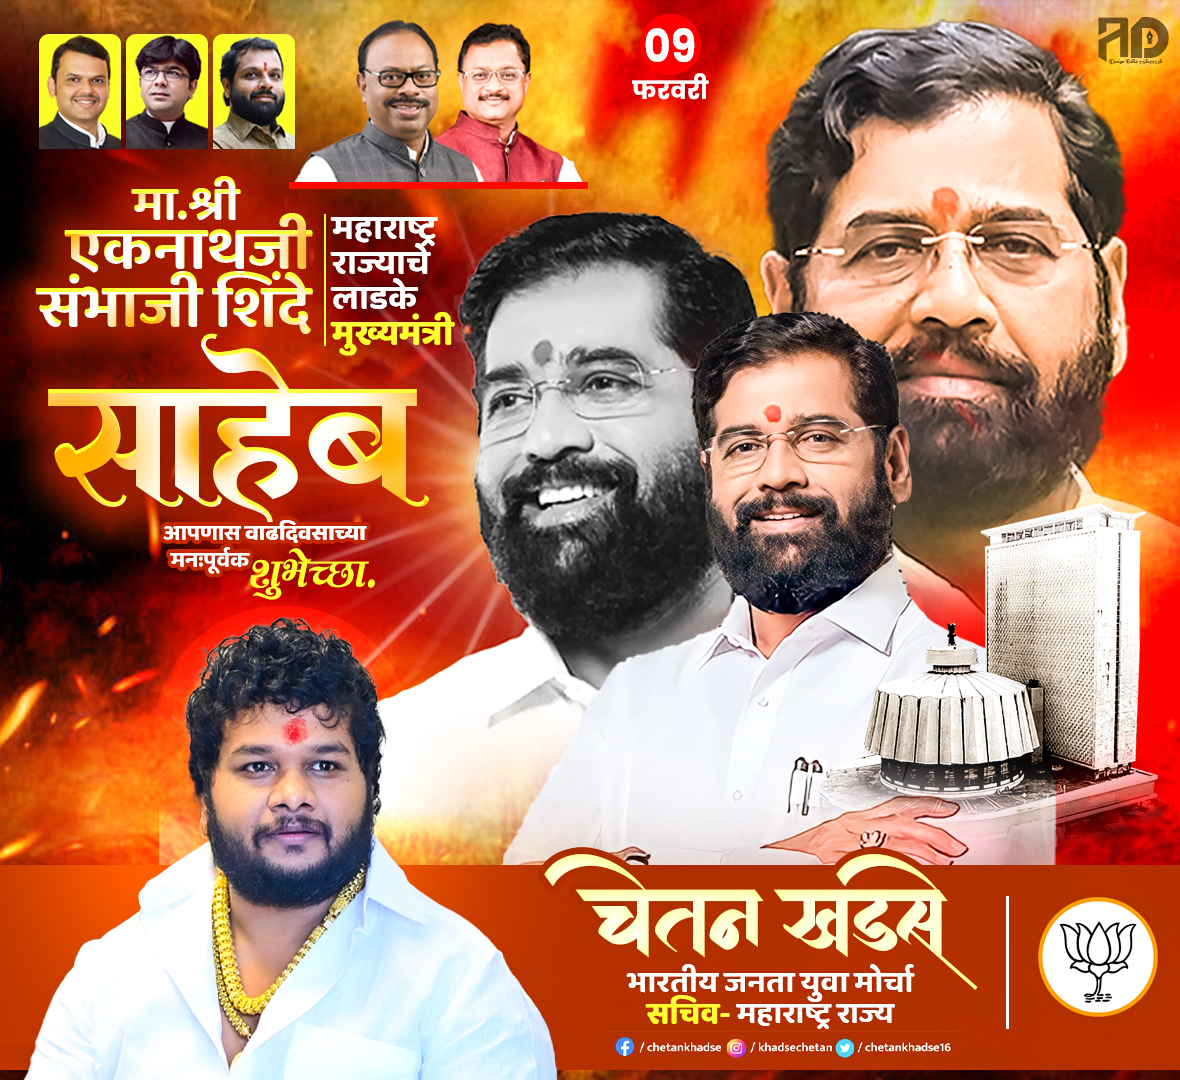 09
फरवरी
मा.श्री
एकनाथजी
संभाजी शिंदे
महाराष्ट्र
राज्याचे
लाडके
मुख्यमंत्री
साहेब
आपणास वाढदिवसाच्या
मनःपूर्वक शुभेच्छा.
चेतन खडसे
भारतीय जनता युवा मोर्चा
सचिव- महाराष्ट्र राज्य
/ chetankhadse / khadsechetan / chetankhadse16